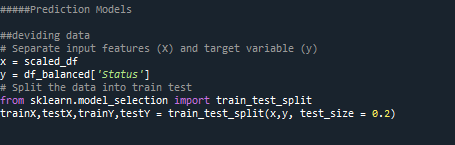 #####Prediction Models
##deviding data
# Separate input features (X) and target variable (y)
x = scaled_df
y = df_balanced['Status']
# Split the data into train test
from sklearn.model_selection import train_test_split
trainX,testX,trainY,testY = train_test_split(x,y, test_size = 0.2)